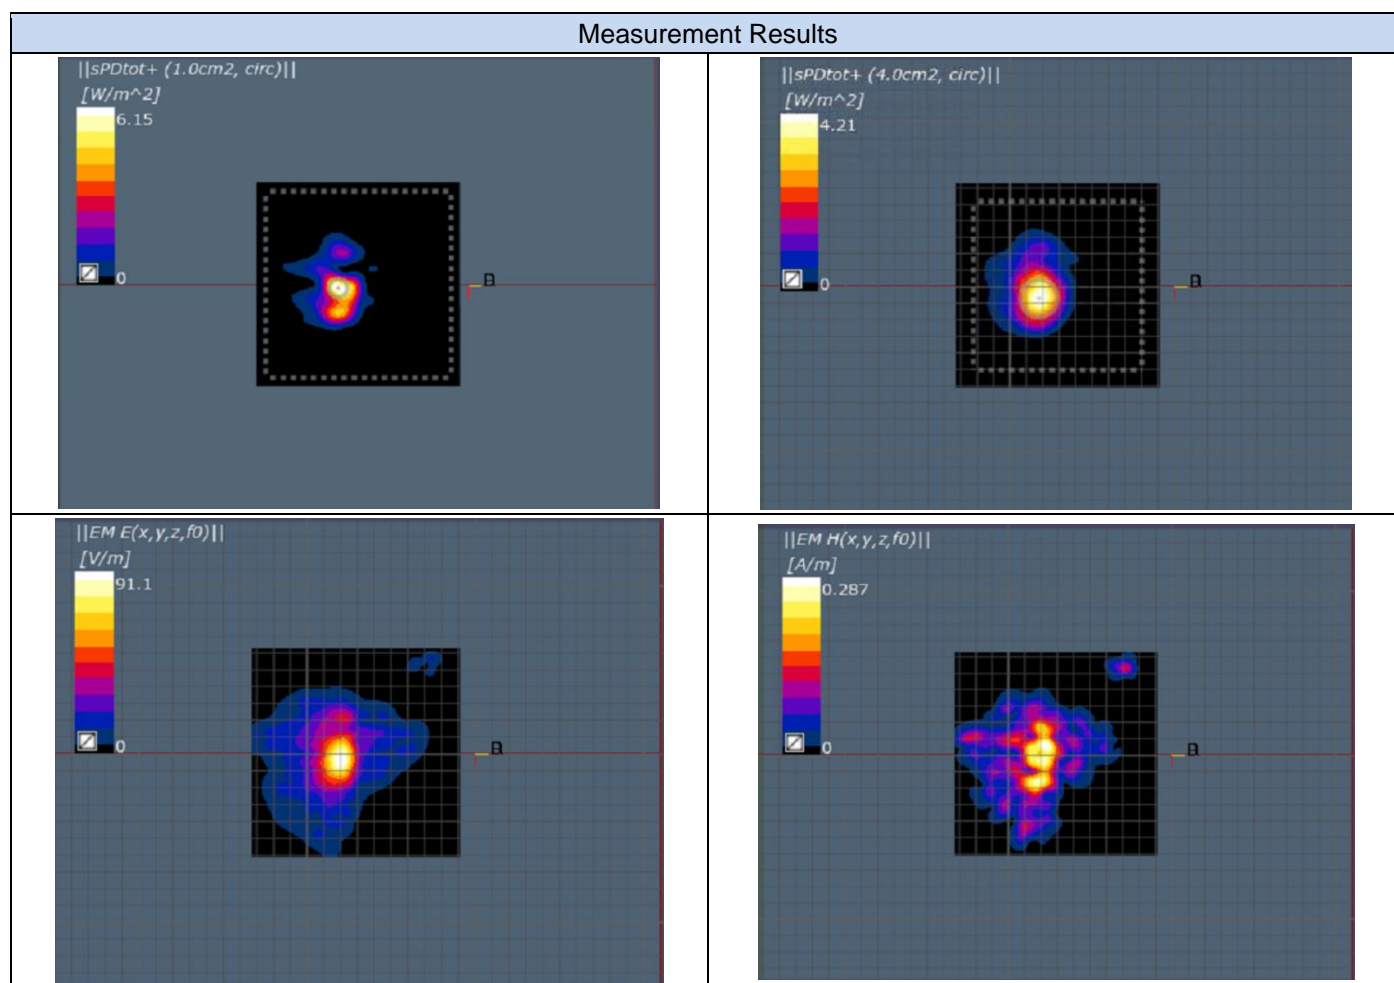 Measurement Results
||sPDtot+ (1.0cm2, circ)||
[W/m^2]
6.15
0
||sPDtot+ (4.0cm2, circ)||
[W/m^2]
4.21
0
||EM E(x,y,z,f0)||
[V/m]
91.1
0
||EM H(x,y,z,f0)||
[A/m]
0.287
0